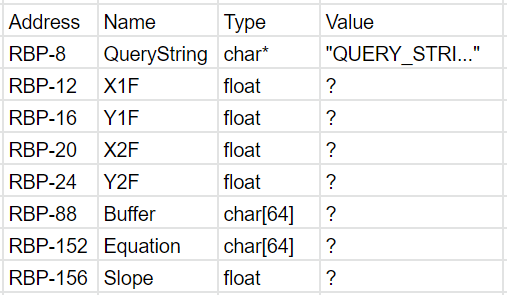 Address Name Type Value
RBP-8 QueryString char* "QUERY_STRI..."
RBP-12 X1F float ?
RBP-16 Y1F float ?
RBP-20 X2F float ?
RBP-24 Y2F float ?
RBP-88 Buffer char[64] ?
RBP-152 Equation char[64] ?
RBP-156 Slope float ?